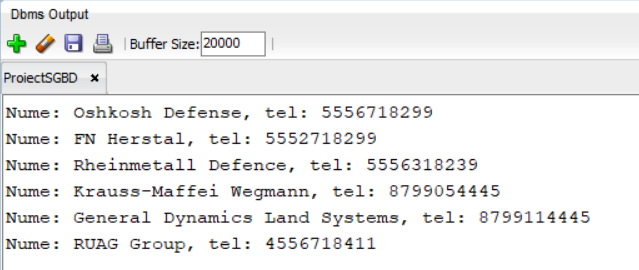 Dbms Output
Buffer Size: 20000
ProiectSGBD
Nume: Oshkosh Defense, tel: 5556718299
Nume: FN Herstal, tel: 5552718299
Nume: Rheinmetall Defence, tel: 5556318239
Nume: Krauss-Maffei Wegmann, tel: 8799054445
Nume: General Dynamics Land Systems, tel: 8799114445
Nume: RUAG Group, tel: 4556718411